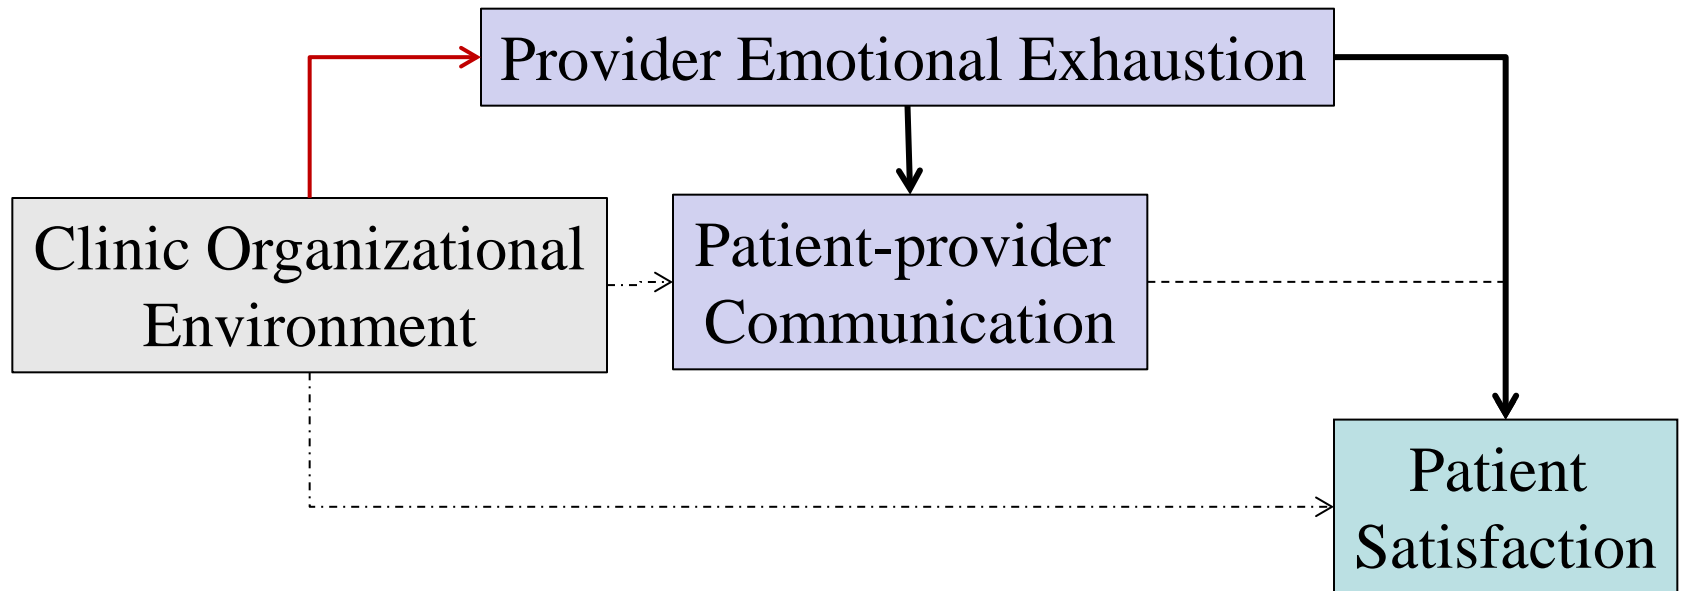 Provider Emotional Exhaustion
Clinic Organizational
Environment
Patient-provider
Communication
Patient
Satisfaction